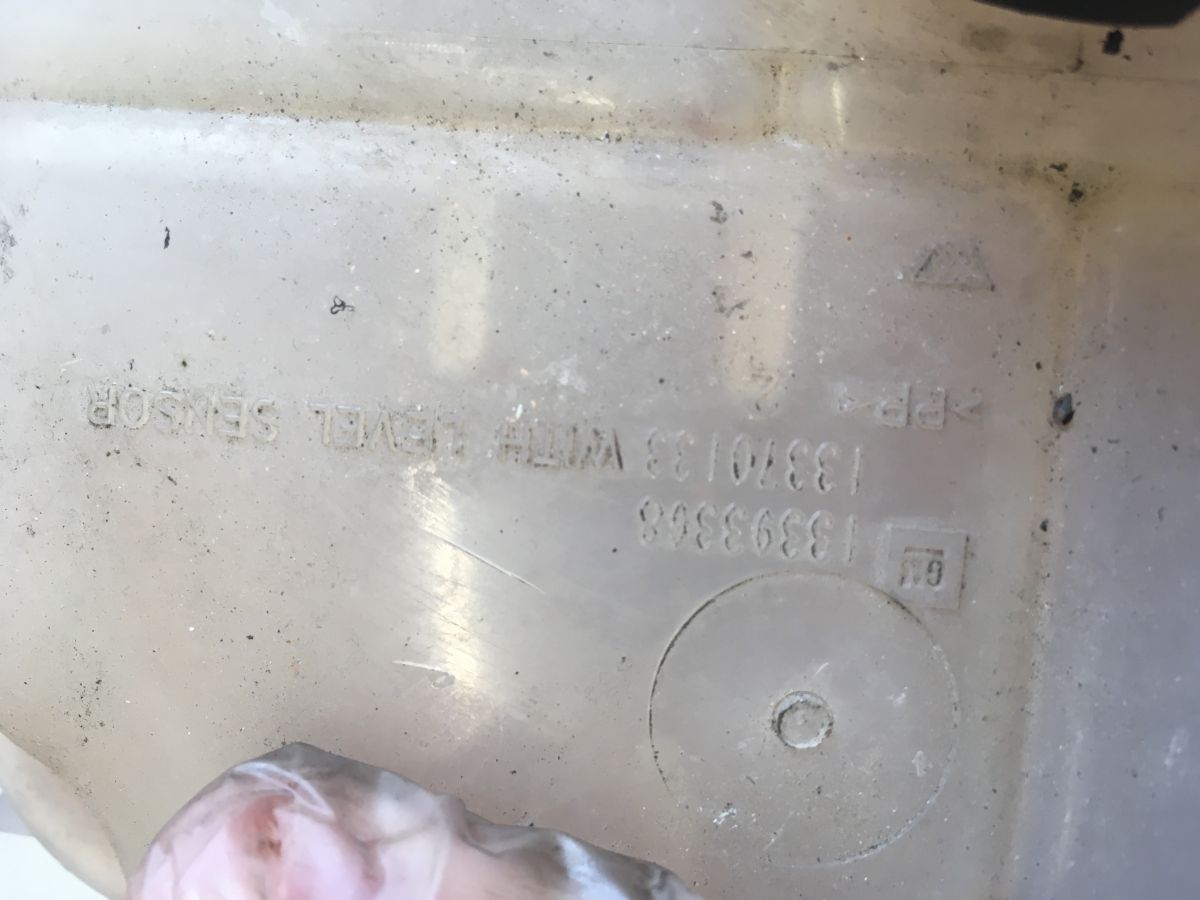 GM 13393368
13370133 WITH LEVEL SENSOR
>PP<